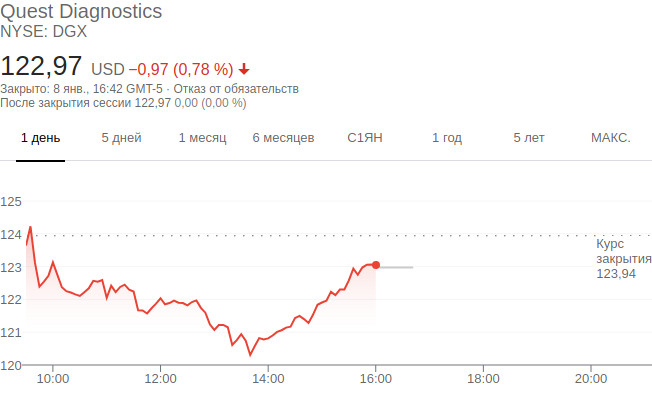 Quest Diagnostics
NYSE: DGX
122,97 USD −0,97 (0,78 %)
Закрыто: 8 янв., 16:42 GMT-5 · Отказ от обязательств
После закрытия сессии 122,97 0,00 (0,00 %)
1 день 5 дней 1 месяц 6 месяцев С1ЯН 1 год 5 лет МАКС.
125
124
Курс
закрытия
123,94
123
122
121
120
10:00 12:00 14:00 16:00 18:00 20:00